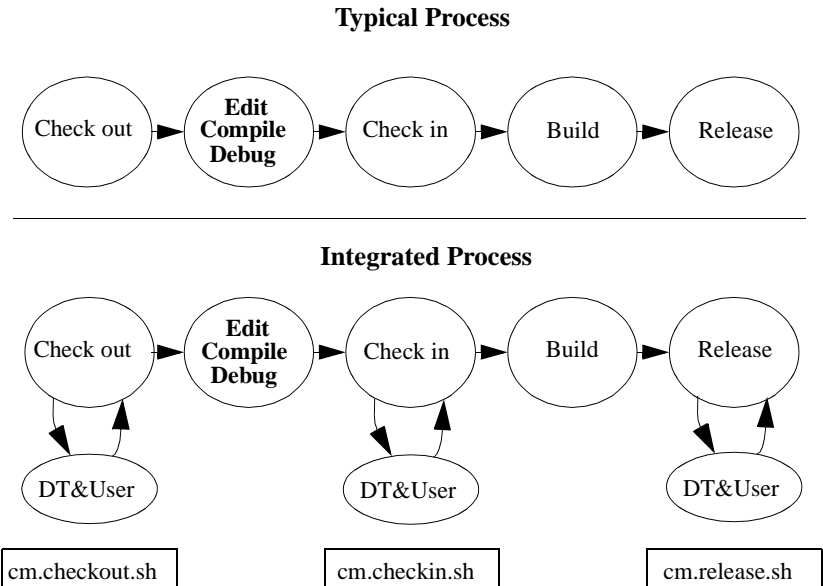 Typical Process
Check out
Edit
Compile
Debug
Check in
Build
Release
Integrated Process
Check out
Edit
Compile
Debug
Check in
Build
Release
DT&User
DT&User
DT&User
cm.checkout.sh
cm.checkin.sh
cm.release.sh